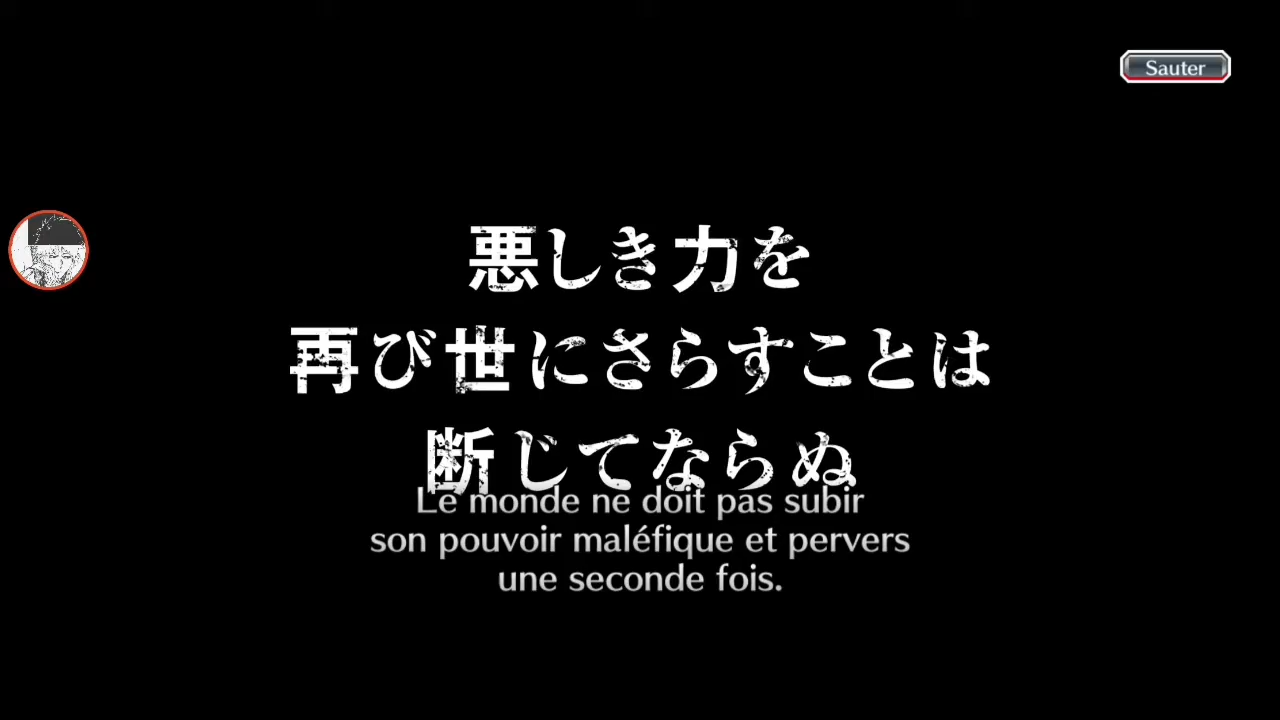 Sauter
悪しき力を
再び世にさらすことは
断じてならぬ
Le monde ne doit pas subir
son pouvoir maléfique et pervers
une seconde fois.